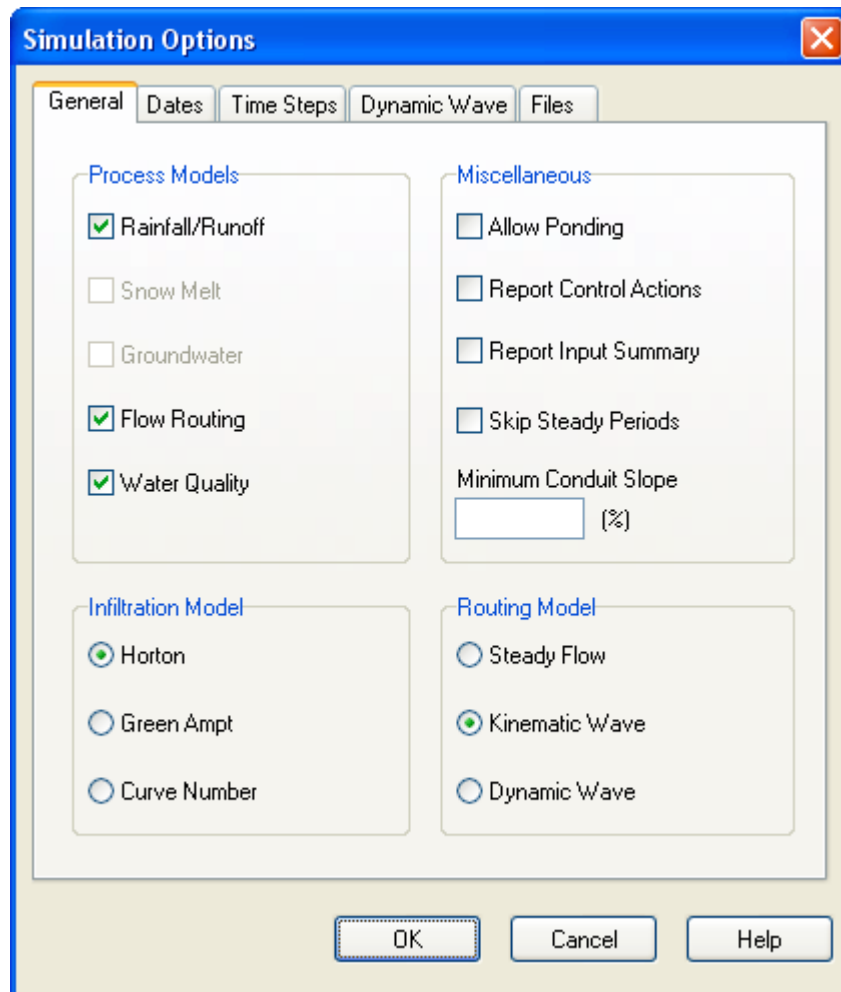 Simulation Options
General Dates Time Steps Dynamic Wave Files
Process Models
Rainfall/Runoff
Snow Melt
Groundwater
Flow Routing
Water Quality
Miscellaneous
Allow Ponding
Report Control Actions
Report Input Summary
Skip Steady Periods
Minimum Conduit Slope
(%)
Infiltration Model
Horton
Green Ampt
Curve Number
Routing Model
Steady Flow
Kinematic Wave
Dynamic Wave
OK Cancel Help